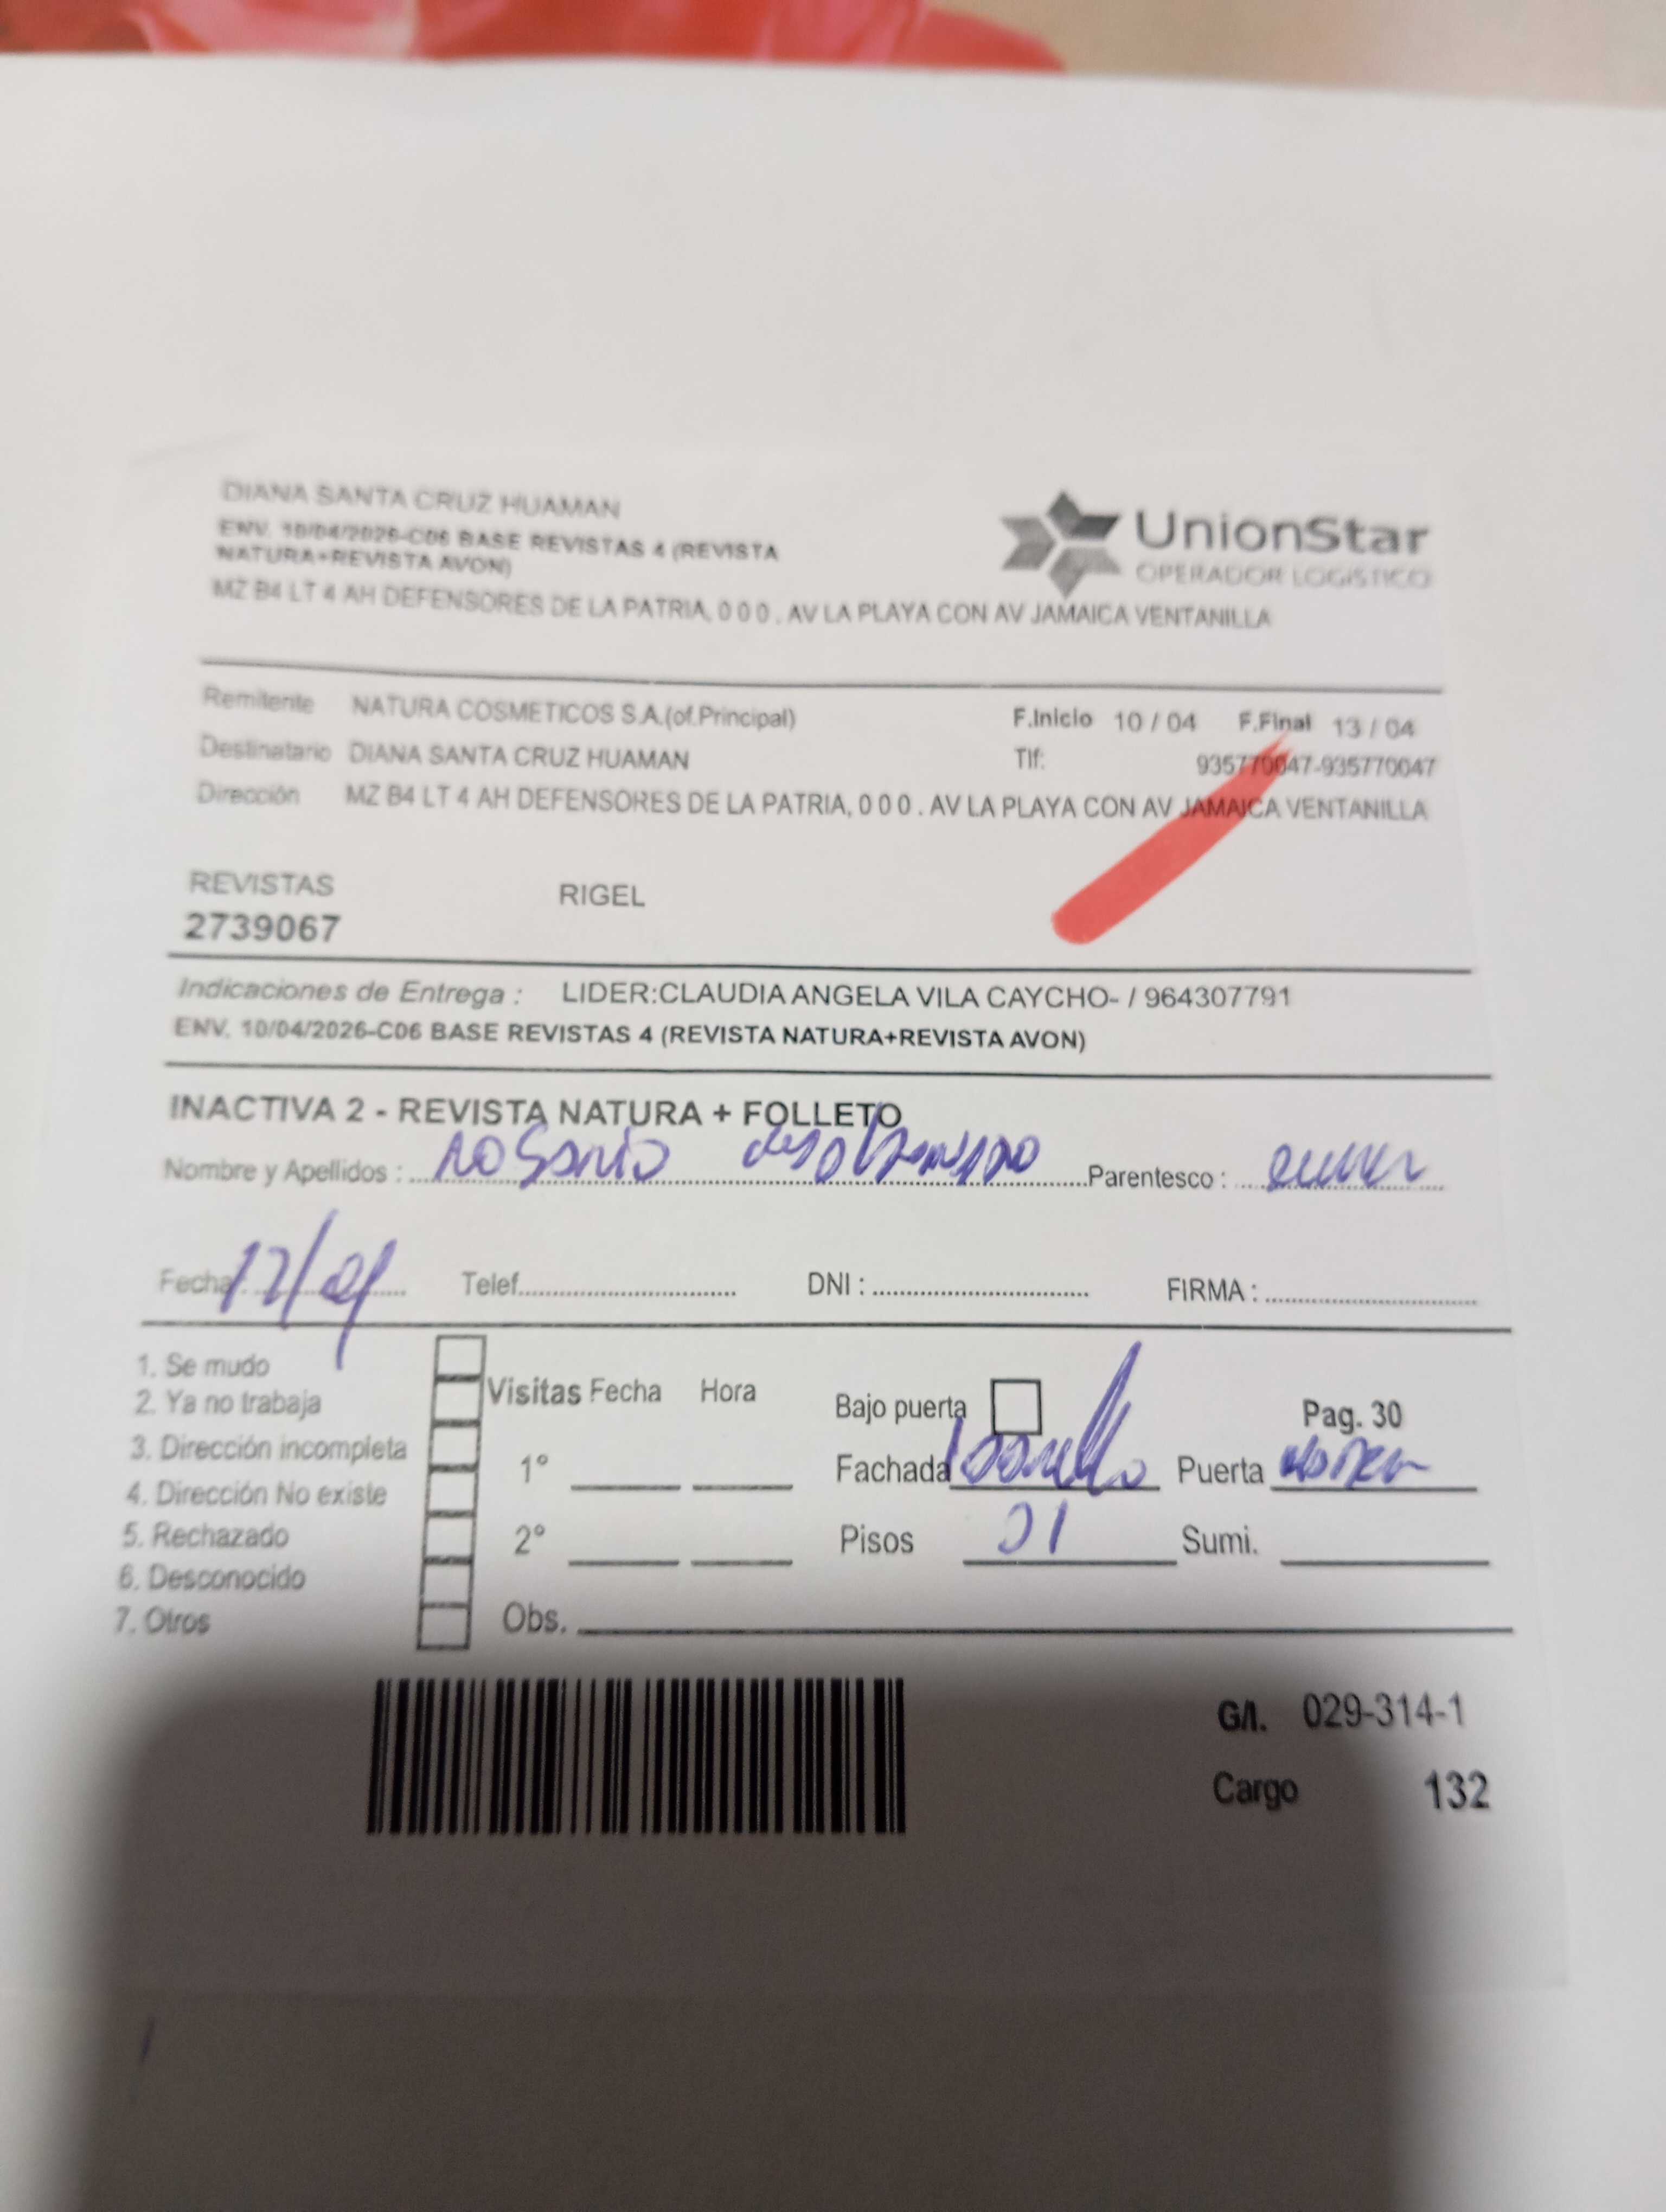 DIANA SANTA CRUZ HUAMAN
ENV. 10/04/2026-C06 BASE REVISTAS 4 (REVISTA
NATURA+REVISTA AVON)
MZ B4 LT 4 AH DEFENSORES DE LA PATRIA, 0 0 0 . AV LA PLAYA CON AV JAMAICA VENTANILLA
UnionStar
OPERADOR LOGISTICO
Remitente NATURA COSMETICOS S.A.(of.Principal) F.Inicio 10 / 04 F.Final 13 / 04
Destinatario DIANA SANTA CRUZ HUAMAN Tlf: 935770047-935770047
Dirección MZ B4 LT 4 AH DEFENSORES DE LA PATRIA, 0 0 0 . AV LA PLAYA CON AV JAMAICA VENTANILLA
REVISTAS RIGEL
2739067
Indicaciones de Entrega : LIDER:CLAUDIA ANGELA VILA CAYCHO- / 964307791
ENV. 10/04/2026-C06 BASE REVISTAS 4 (REVISTA NATURA+REVISTA AVON)
INACTIVA 2 - REVISTA NATURA + FOLLETO
Nombre y Apellidos : Rosario Parentesco :
Fecha: Telef. DNI : FIRMA :
1. Se mudo
2. Ya no trabaja
3. Dirección incompleta
4. Dirección No existe
5. Rechazado
6. Desconocido
7. Otros
Visitas Fecha Hora
1°
2°
Obs.
Bajo puerta Pag. 30
Fachada Puerta
Pisos 01 Sumi.
G/I. 029-314-1
Cargo 132